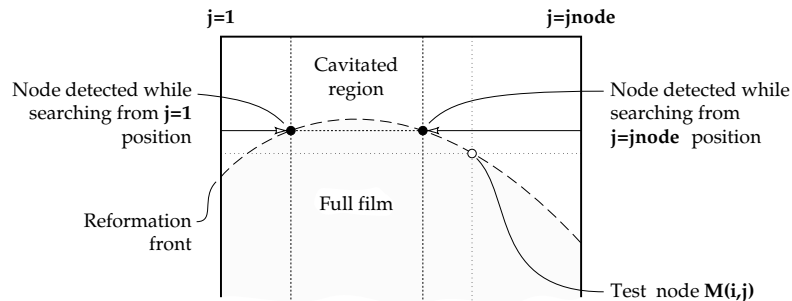 j=1
j=jnode
Cavitated
region
Node detected while
searching from j=1
position
Node detected while
searching from
j=jnode position
Full film
Reformation
front
Test node M(i,j)